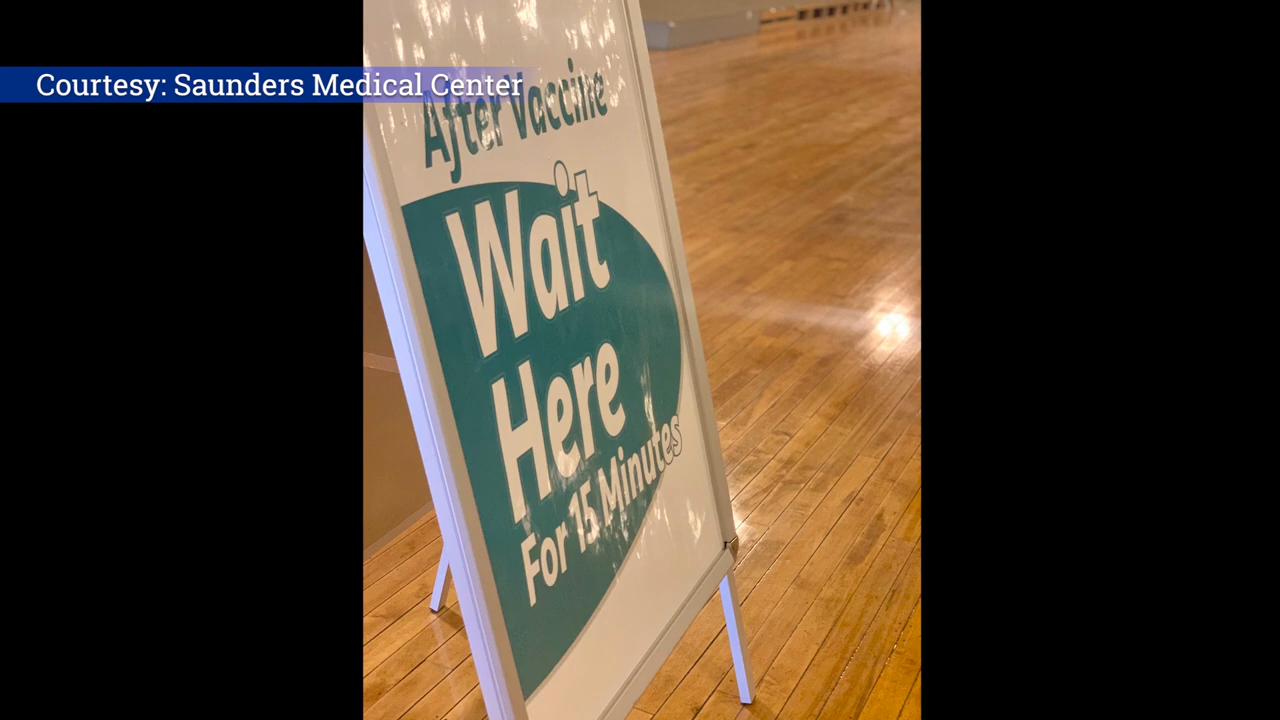 Courtesy: Saunders Medical Center
After Vaccine
Wait
Here
For 15 Minutes